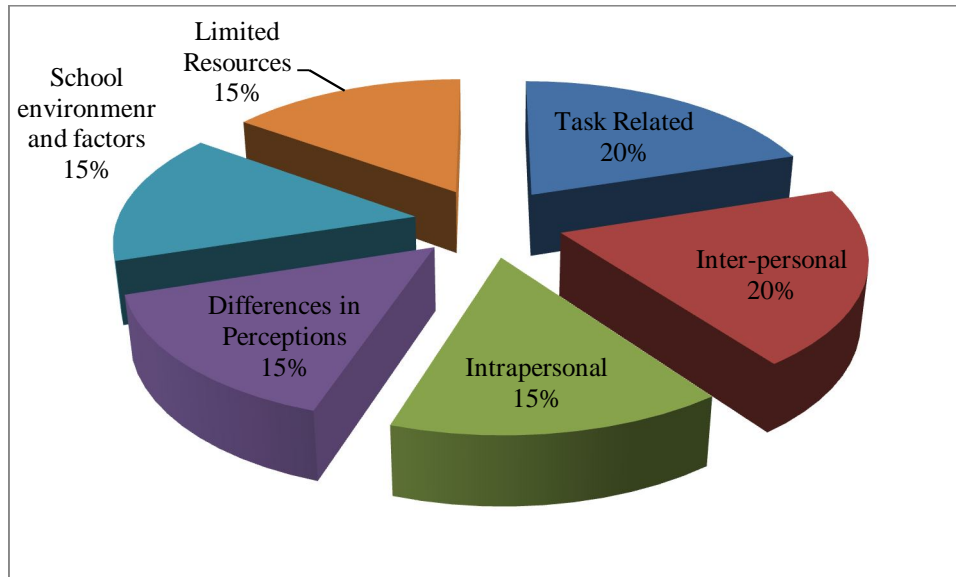 Limited
Resources
15%
School
environmenr
and factors
15%
Task Related
20%
Inter-personal
20%
Differences in
Perceptions
15%
Intrapersonal
15%